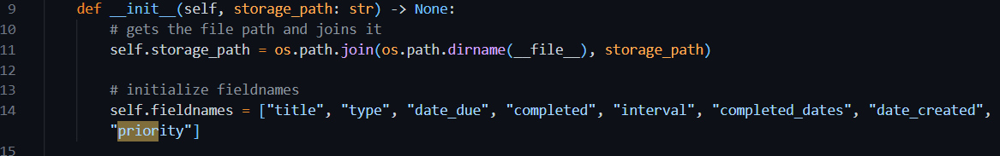 9 def __init__(self, storage_path: str) -> None:
10 # gets the file path and joins it
11 self.storage_path = os.path.join(os.path.dirname(__file__), storage_path)
12
13 # initialize fieldnames
14 self.fieldnames = ["title", "type", "date_due", "completed", "interval", "completed_dates", "date_created",
"priority"]
15